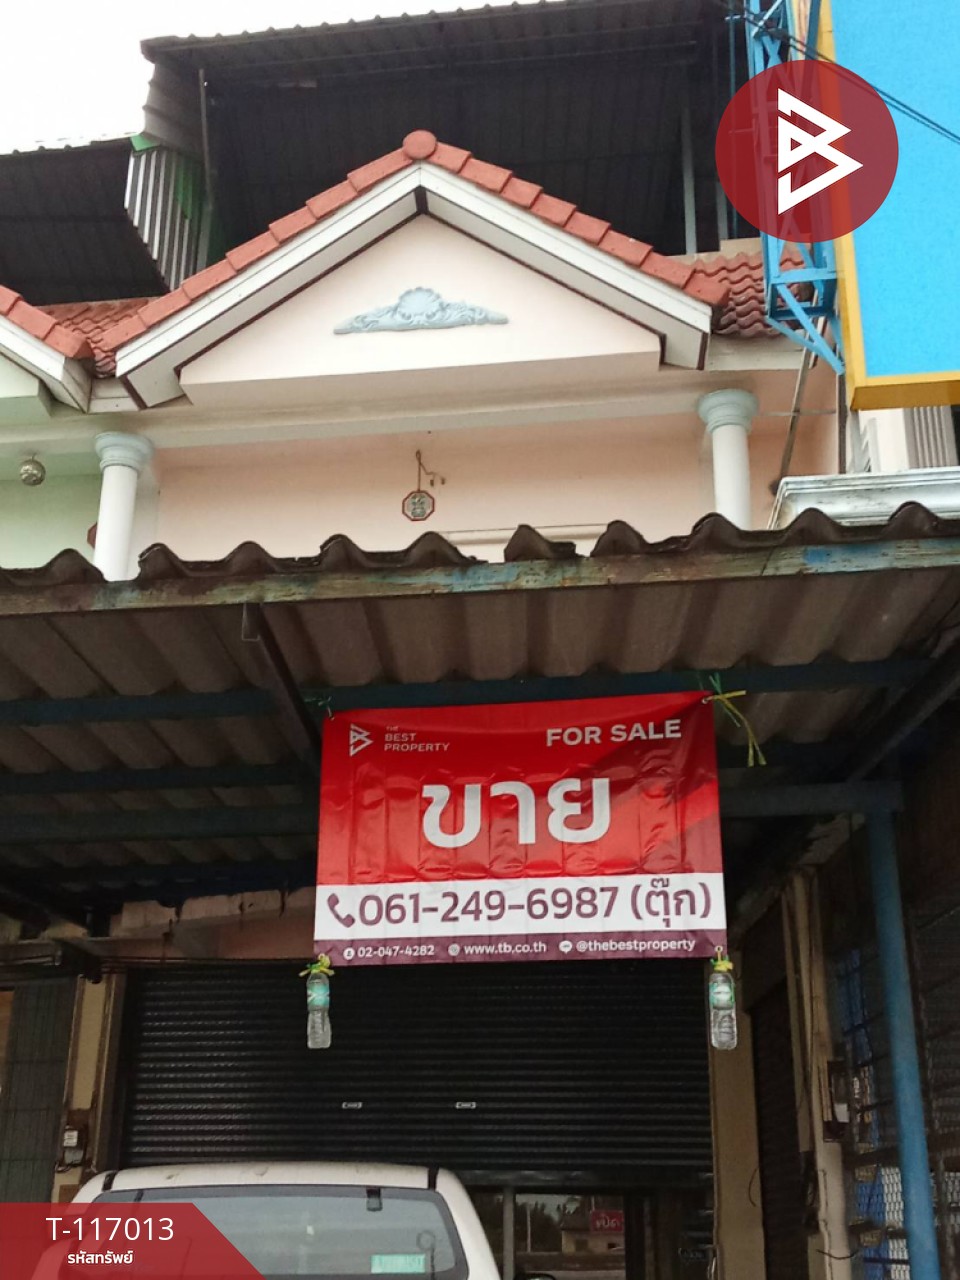 THE
BEST
PROPERTY
FOR SALE
ขาย
061-249-6987 (ตุ๊ก)
02-047-4282 www.tb.co.th @thebestproperty
T-117013
รหัสทรัพย์